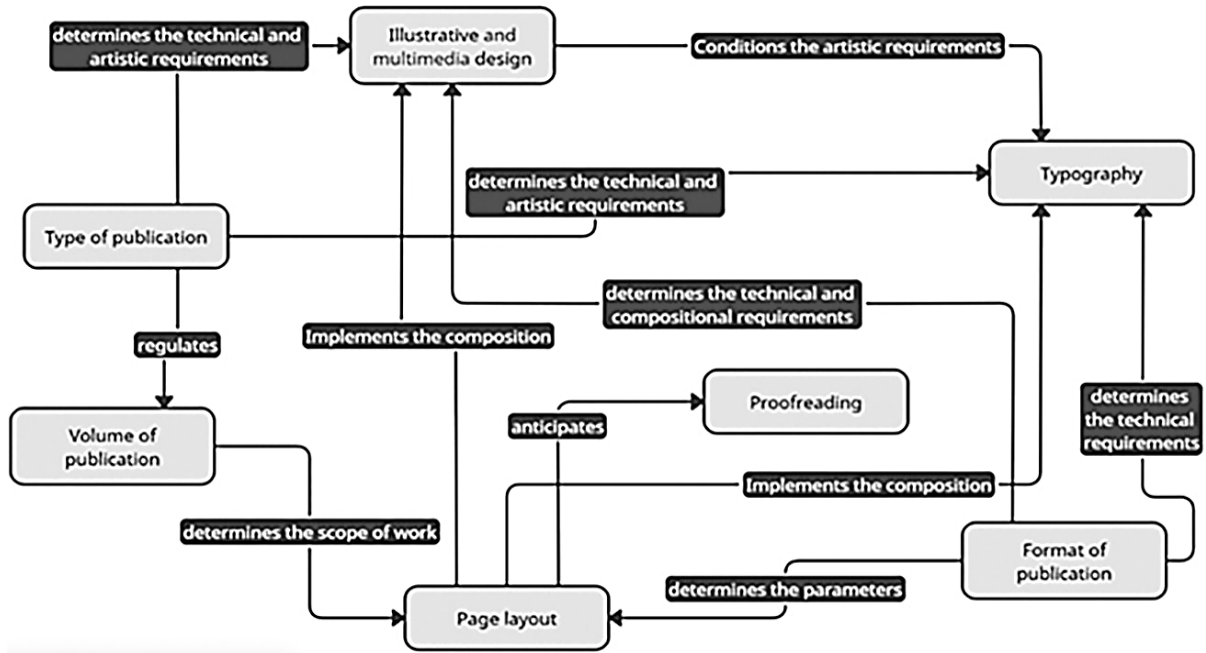 determines the technical and
artistic requirements
Illustrative and
multimedia design
Conditions the artistic requirements
Typography
determines the technical and
artistic requirements
Type of publication
determines the technical and
compositional requirements
Implements the composition
regulates
Proofreading
determines
the technical
requirements
anticipates
Volume of
publication
Implements the composition
determines the scope of work
Format of
publication
determines the parameters
Page layout